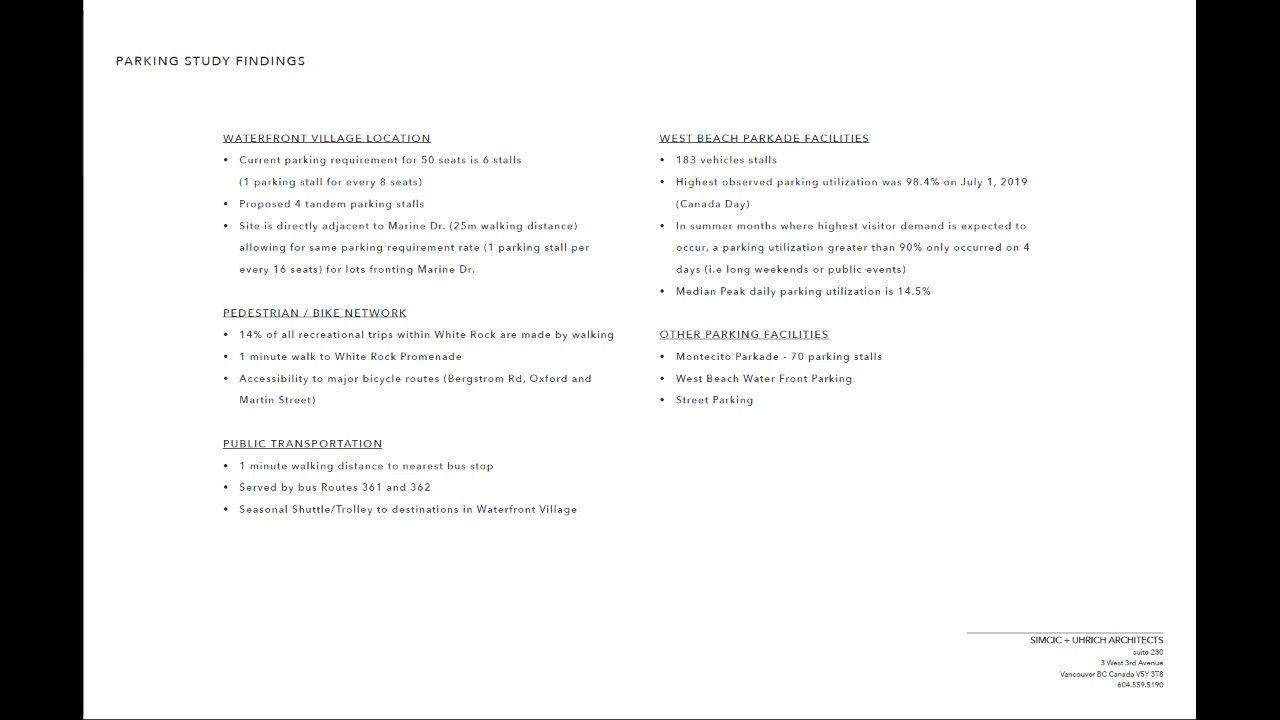 PARKING STUDY FINDINGS
WATERFRONT VILLAGE LOCATION
• Current parking requirement for 50 seats is 6 stalls
(1 parking stall for every 8 seats)
• Proposed 4 tandem parking stalls
• Site is directly adjacent to Marine Dr. (25m walking distance)
allowing for same parking requirement rate (1 parking stall per
every 16 seats) for lots fronting Marine Dr.
PEDESTRIAN / BIKE NETWORK
• 14% of all recreational trips within White Rock are made by walking
• 1 minute walk to White Rock Promenade
• Accessibility to major bicycle routes (Bergstrom Rd, Oxford and
Martin Street)
PUBLIC TRANSPORTATION
• 1 minute walking distance to nearest bus stop
• Served by bus Routes 361 and 362
• Seasonal Shuttle/Trolley to destinations in Waterfront Village
WEST BEACH PARKADE FACILITIES
• 183 vehicles stalls
• Highest observed parking utilization was 98.4% on July 1, 2019
(Canada Day)
• In summer months where highest visitor demand is expected to
occur, a parking utilization greater than 90% only occurred on 4
days (i.e long weekends or public events)
• Median Peak daily parking utilization is 14.5%
OTHER PARKING FACILITIES
• Montecito Parkade - 70 parking stalls
• West Beach Water Front Parking
• Street Parking
SIMCIC + UHRICH ARCHITECTS
suite 230
3 West 3rd Avenue
Vancouver BC Canada V5Y 3T8
604.559.5190